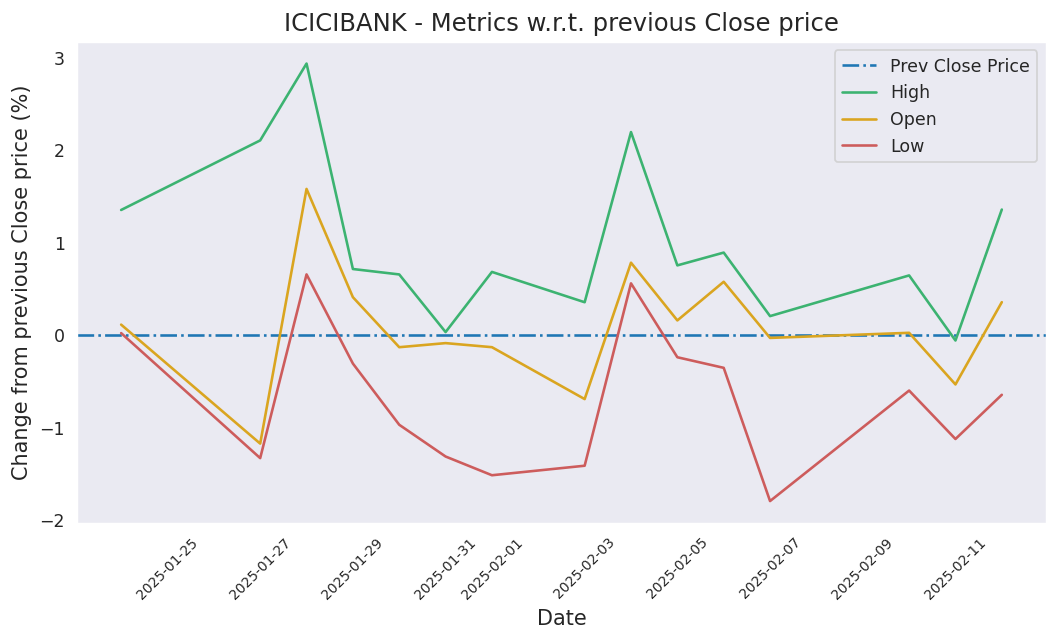 ICICIBANK - Metrics w.r.t. previous Close price
Change from previous Close price (%)
3
2
1
0
−1
−2
Prev Close Price
High
Open
Low
2025-01-25
2025-01-27
2025-01-29
2025-01-31
2025-02-01
2025-02-03
2025-02-05
2025-02-07
2025-02-09
2025-02-11
Date